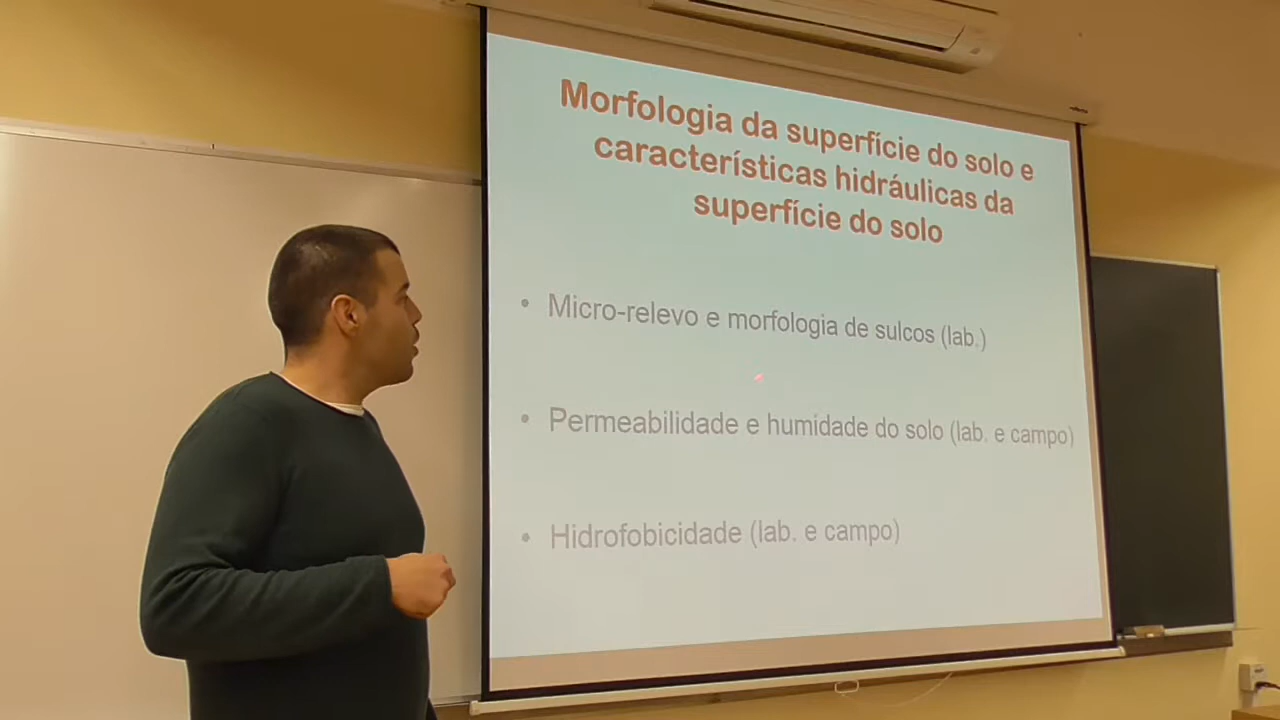 Morfologia da superfície do solo e
características hidráulicas da
superfície do solo
• Micro-relevo e morfologia de sulcos (lab.)
• Permeabilidade e humidade do solo (lab. e campo)
• Hidrofobicidade (lab. e campo)